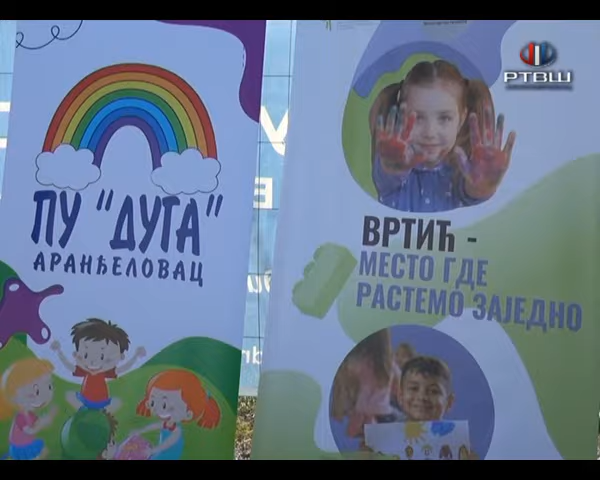 ПУ "ДУГА"
АРАНЂЕЛОВАЦ
ВРТИЋ -
МЕСТО ГДЕ
РАСТЕМО ЗАЈЕДНО
РТВШ